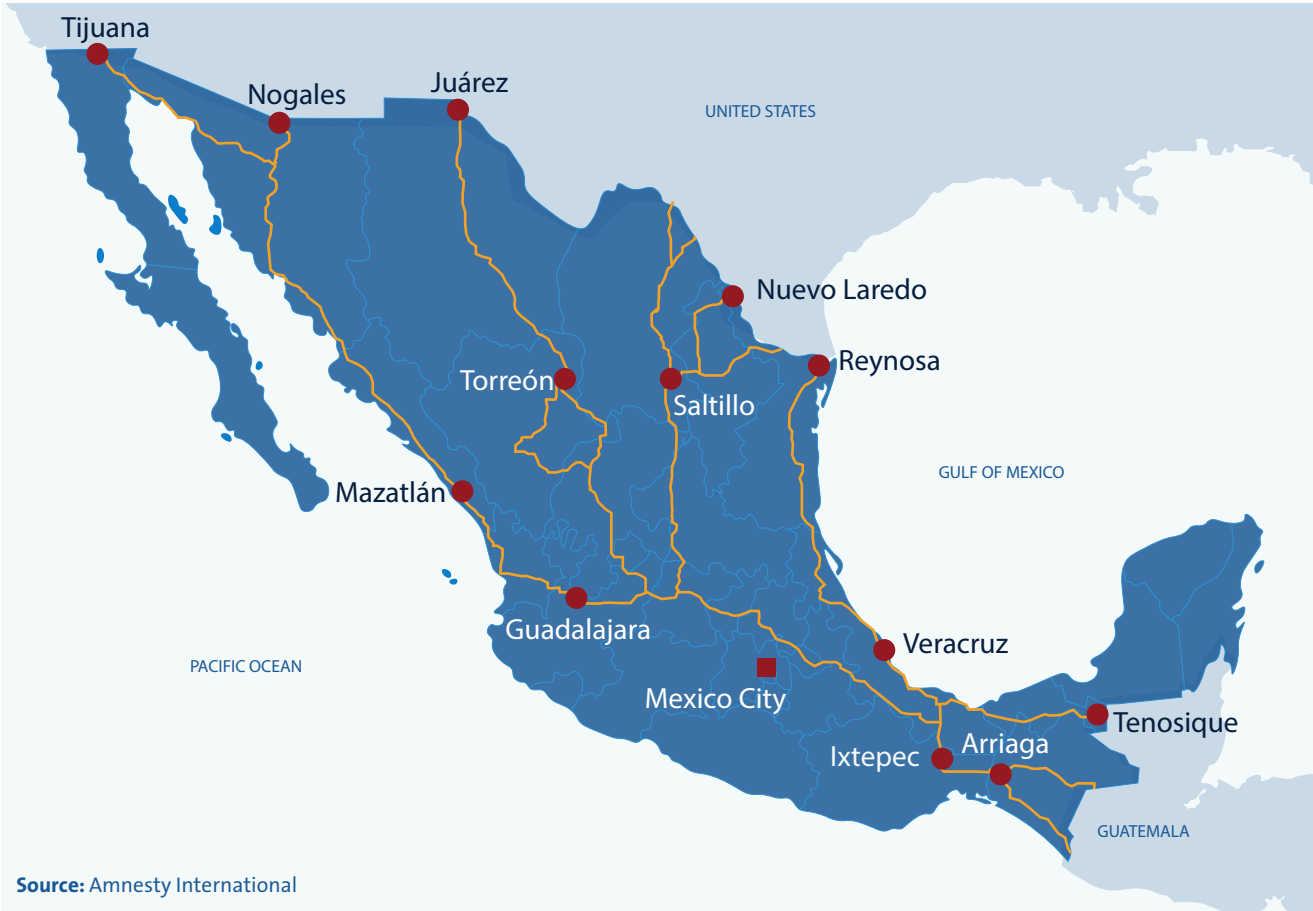 Tijuana
Nogales
Juárez
UNITED STATES
Nuevo Laredo
Reynosa
Torreón
Saltillo
GULF OF MEXICO
Mazatlán
Guadalajara
Veracruz
PACIFIC OCEAN
Mexico City
Tenosique
Arriaga
Ixtepec
GUATEMALA
Source: Amnesty International